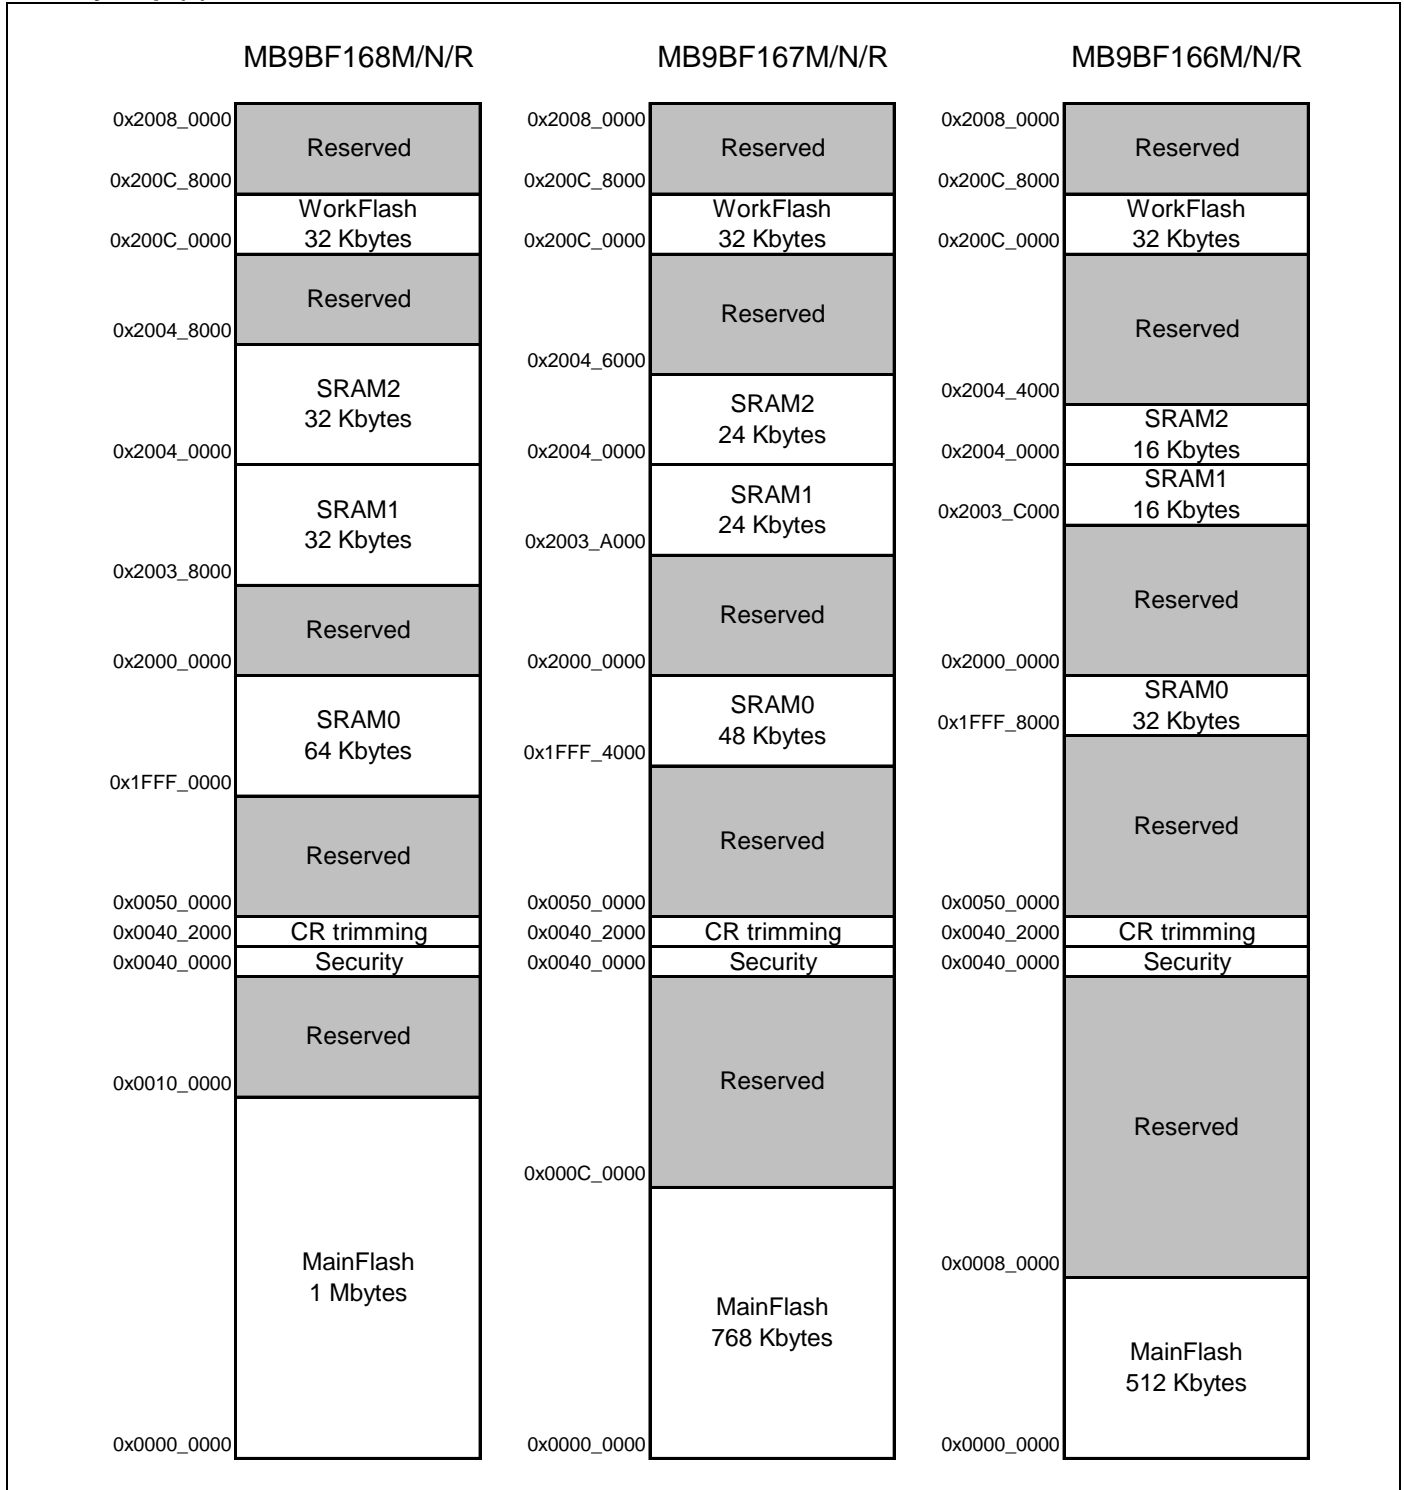 MB9BF168M/N/R
0x2008_0000
Reserved
0x200C_8000
WorkFlash
32 Kbytes
0x200C_0000
Reserved
0x2004_8000
SRAM2
32 Kbytes
0x2004_0000
SRAM1
32 Kbytes
0x2003_8000
Reserved
0x2000_0000
SRAM0
64 Kbytes
0x1FFF_0000
Reserved
0x0050_0000
CR trimming
0x0040_2000
Security
0x0040_0000
Reserved
0x0010_0000
MainFlash
1 Mbytes
0x0000_0000
MB9BF167M/N/R
0x2008_0000
Reserved
0x200C_8000
WorkFlash
32 Kbytes
0x200C_0000
Reserved
0x2004_6000
SRAM2
24 Kbytes
0x2004_0000
SRAM1
24 Kbytes
0x2003_A000
Reserved
0x2000_0000
SRAM0
48 Kbytes
0x1FFF_4000
Reserved
0x0050_0000
CR trimming
0x0040_2000
Security
0x0040_0000
Reserved
0x000C_0000
MainFlash
768 Kbytes
0x0000_0000
MB9BF166M/N/R
0x2008_0000
Reserved
0x200C_8000
WorkFlash
32 Kbytes
0x200C_0000
Reserved
0x2004_4000
SRAM2
16 Kbytes
0x2004_0000
SRAM1
16 Kbytes
0x2003_C000
Reserved
0x2000_0000
SRAM0
32 Kbytes
0x1FFF_8000
Reserved
0x0050_0000
CR trimming
0x0040_2000
Security
0x0040_0000
Reserved
0x0008_0000
MainFlash
512 Kbytes
0x0000_0000